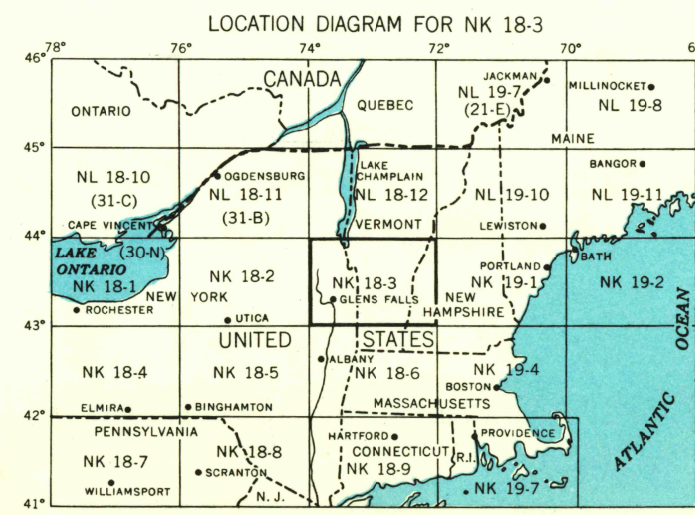 LOCATION DIAGRAM FOR NK 18-3
78° 76° 74° 72° 70° 6
46°
CANADA
JACKMAN
NL 19-7
(21-E)
MILLINOCKET
NL 19-8
ONTARIO
QUEBEC
MAINE
45°
BANGOR
NL 18-10
(31-C)
OGDENSBURG
NL 18-11
(31-B)
LAKE
CHAMPLAIN
NL 18-12
NL 19-10
NL 19-11
CAPE VINCENT
VERMONT
LEWISTON
44°
LAKE
ONTARIO
(30-N)
NK 18-1
NK 18-2
NK 18-3
PORTLAND
NK 19-1
BATH
NK 19-2
NEW YORK
GLENS FALLS
NEW
HAMPSHIRE
ROCHESTER
UTICA
43°
UNITED STATES
OCEAN
ALBANY
NK 18-4
NK 18-5
NK 18-6
NK 19-4
BOSTON
ELMIRA
BINGHAMTON
MASSACHUSETTS
42°
ATLANTIC
PENNSYLVANIA
HARTFORD
PROVIDENCE
NK 18-7
NK 18-8
CONNECTICUT
R.I.
SCRANTON
NK 18-9
WILLIAMSPORT
N. J.
NK 19-7
41°